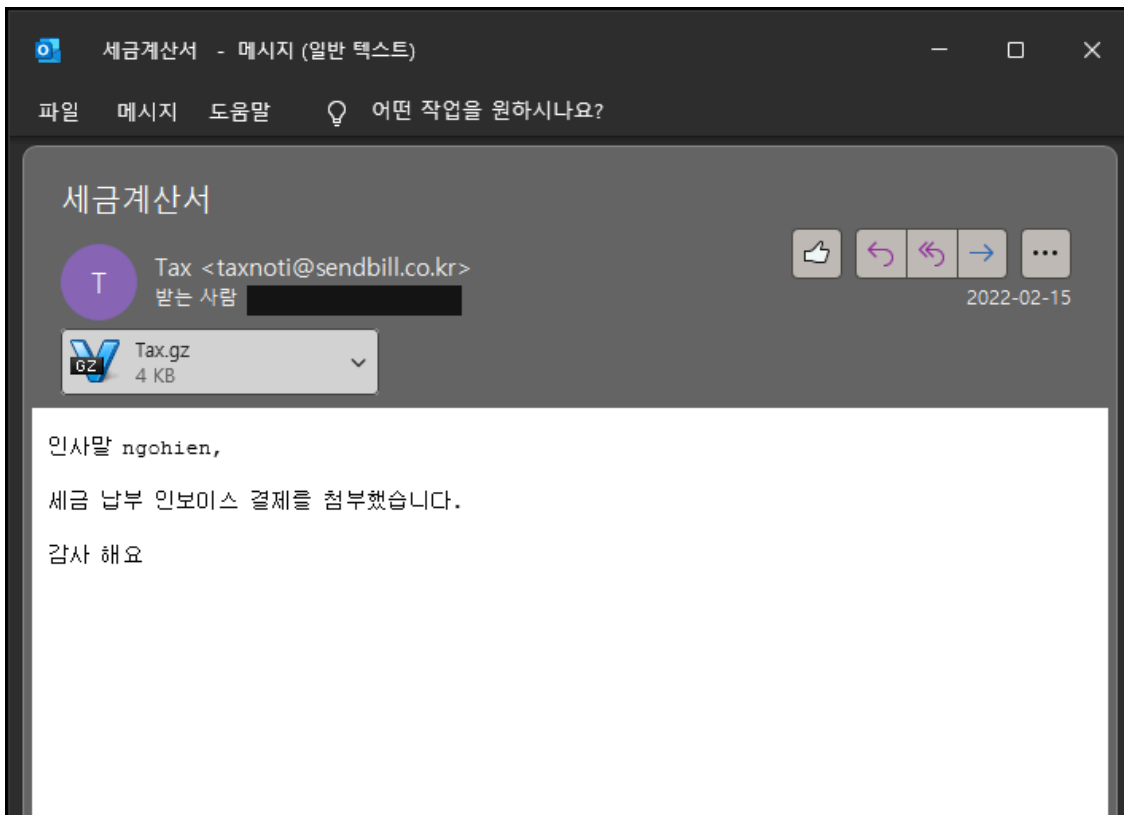 세금계산서 - 메시지 (일반 텍스트)
파일 메시지 도움말 어떤 작업을 원하시나요?
세금계산서
T
Tax <taxnoti@sendbill.co.kr>
받는 사람
2022-02-15
GZ
Tax.gz
4 KB
인사말 ngohien,
세금 납부 인보이스 결제를 첨부했습니다.
감사 해요